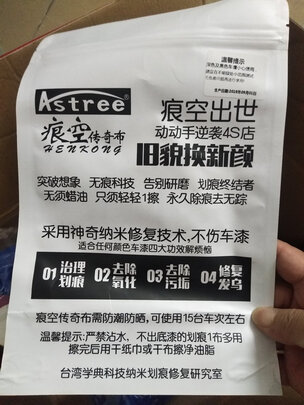 温馨提示
Astree®
痕空出世
动动手逆袭4S店
痕空传奇布
HENKONG
旧貌换新颜
突破想象 无痕科技 告别研磨 划痕终结者
无须蜡油 只须轻轻1擦 永久除痕去无踪
采用神奇纳米修复技术,不伤车漆
适合任何颜色车漆四大功效解烦恼
01 治理划痕 02 去除氧化 03 去除污垢 04 修复发乌
痕空传奇布需防潮防晒,可使用15台车次左右
温馨提示:严禁沾水,不出底漆的划痕1布多用
擦完后用干纸巾或干布擦净油脂
台湾学典科技纳米划痕修复研究室